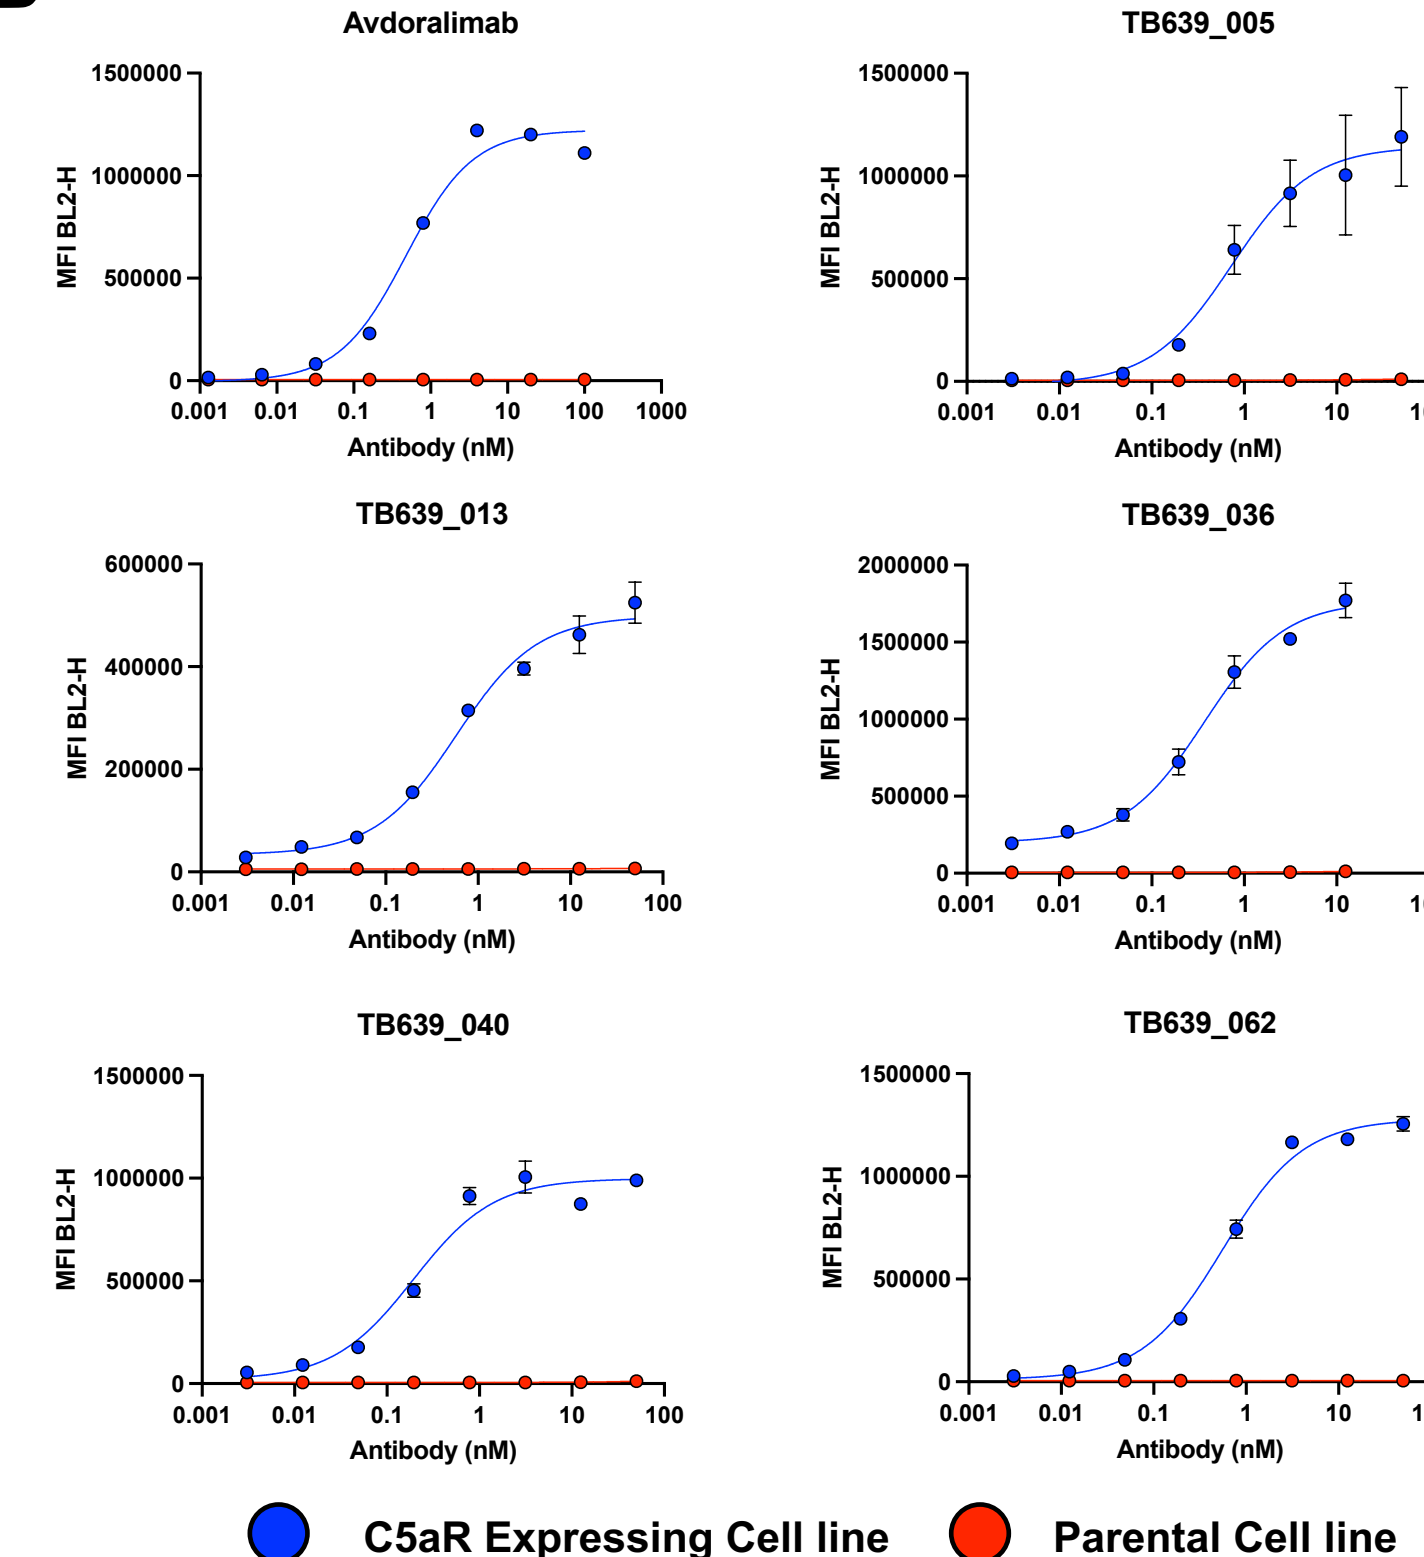 Avdoralimab
1500000
1000000
500000
0
MFI BL2-H
0.001 0.01 0.1 1 10 100 1000
Antibody (nM)
TB639_005
1500000
1000000
500000
0
MFI BL2-H
0.001 0.01 0.1 1 10
Antibody (nM)
TB639_013
600000
400000
200000
0
MFI BL2-H
0.001 0.01 0.1 1 10 100
Antibody (nM)
TB639_036
2000000
1500000
1000000
500000
0
MFI BL2-H
0.001 0.01 0.1 1 10
Antibody (nM)
TB639_040
1500000
1000000
500000
0
MFI BL2-H
0.001 0.01 0.1 1 10 100
Antibody (nM)
TB639_062
1500000
1000000
500000
0
MFI BL2-H
0.001 0.01 0.1 1 10
Antibody (nM)
C5aR Expressing Cell line
Parental Cell line